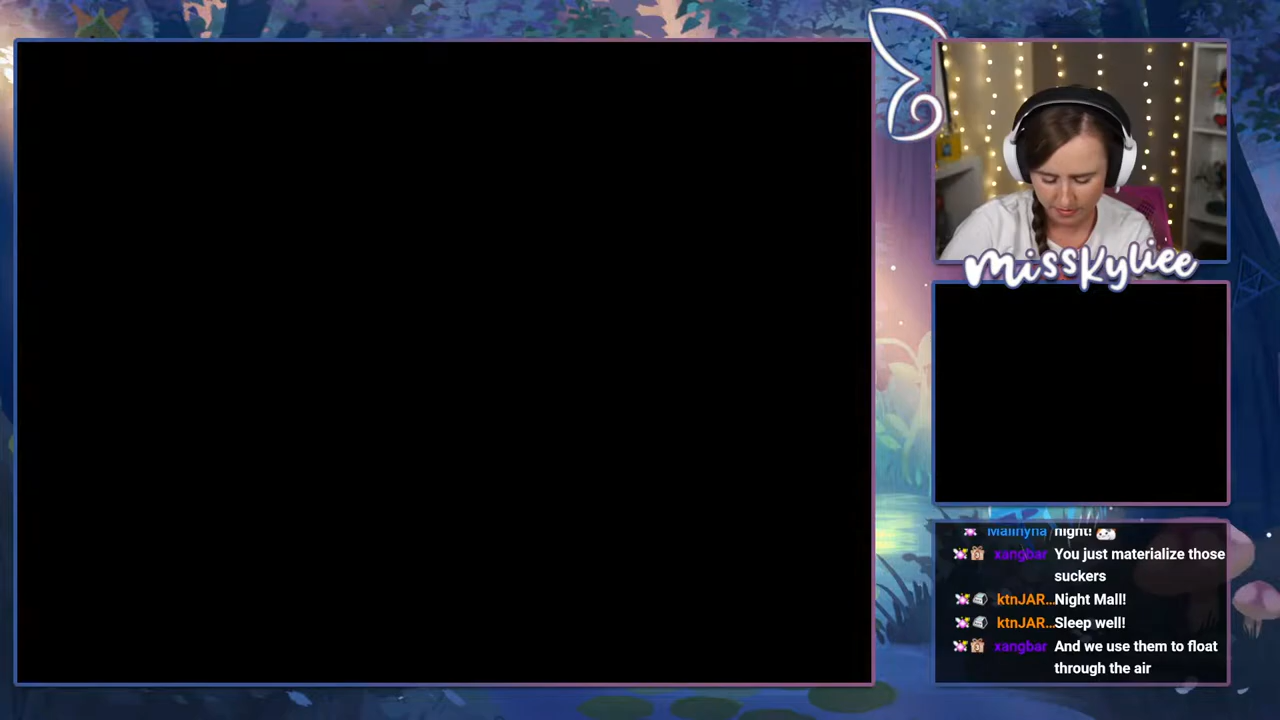 missKyliee
Malihyna night!
xangbar You just materialize those
suckers
ktnJAR... Night Mall!
ktnJAR... Sleep well!
xangbar And we use them to float
through the air